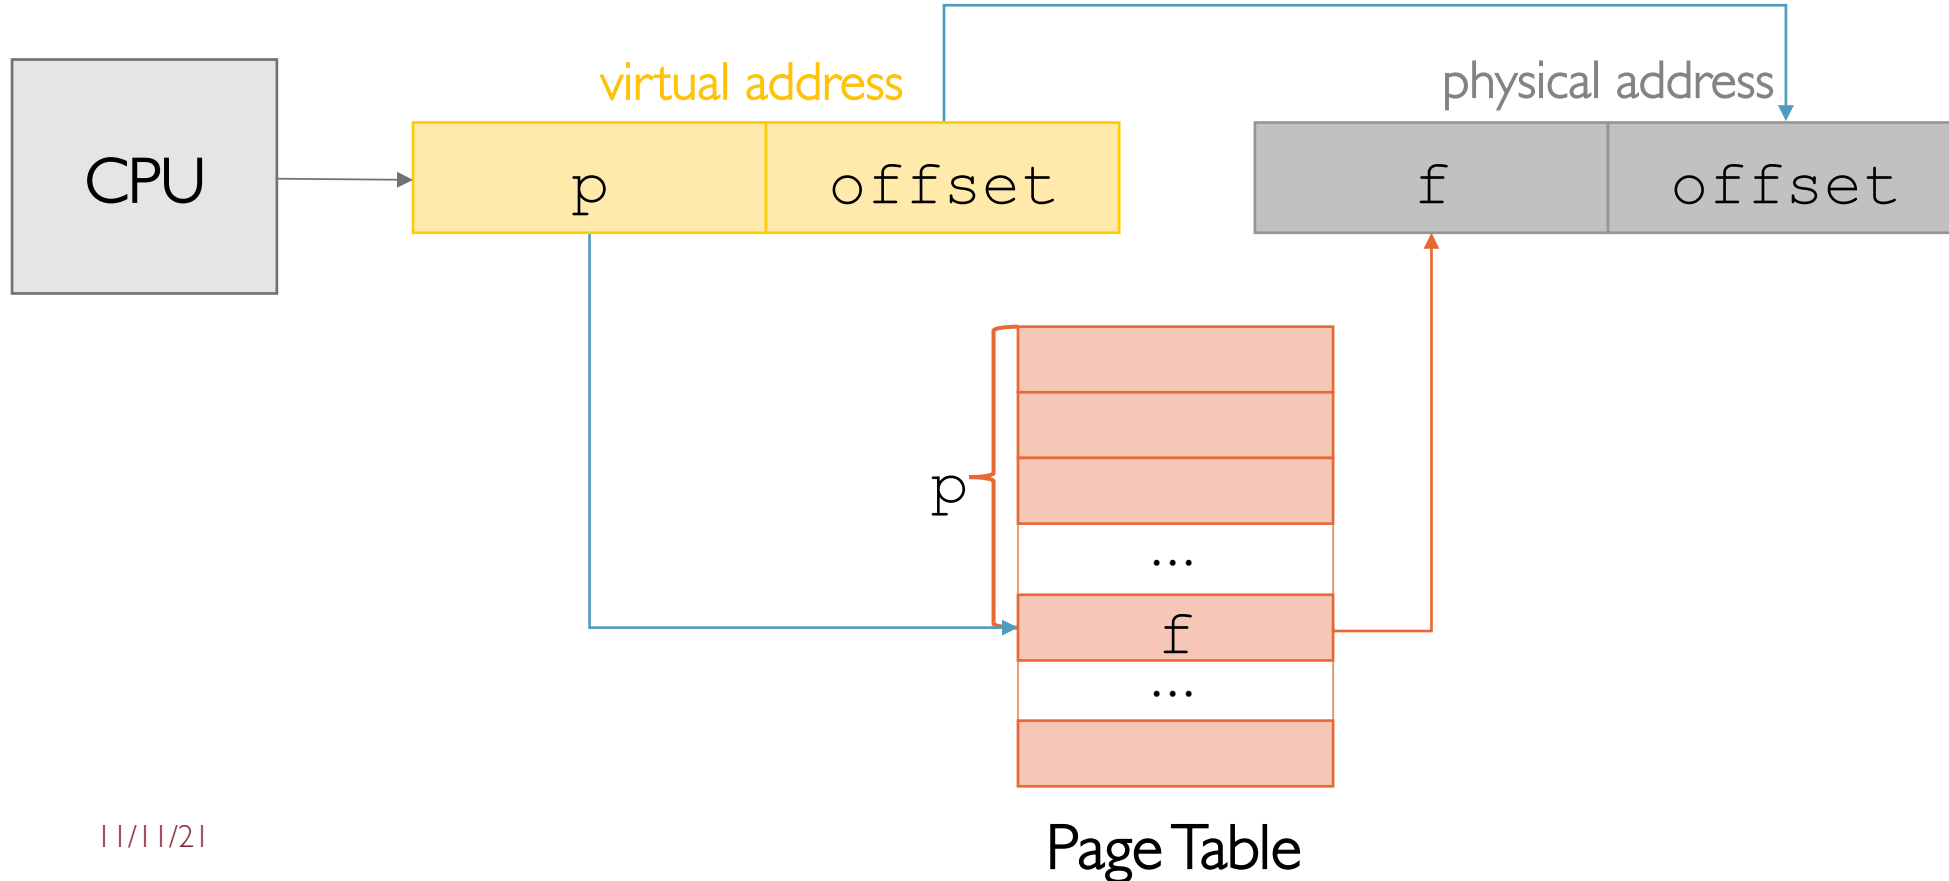 virtual address
physical address
CPU
p
offset
f
offset
p
...
f
...
11/11/21
Page Table